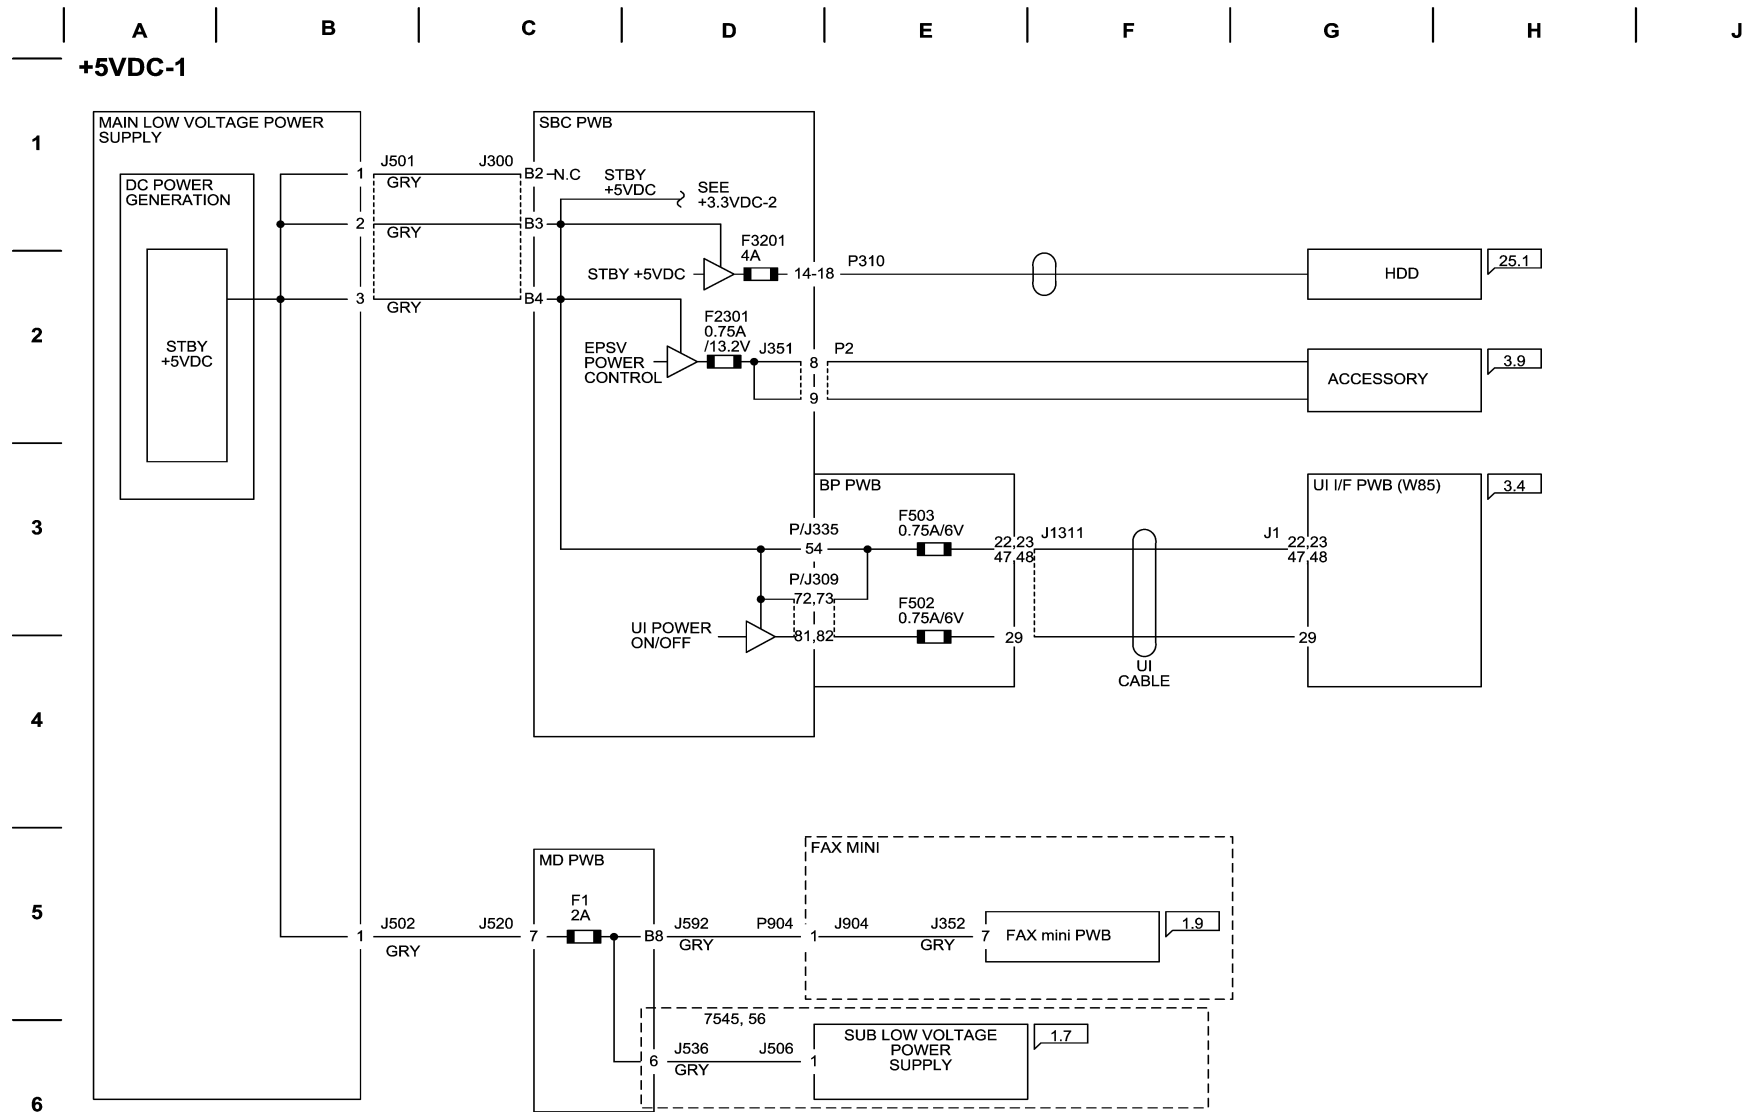 A B C D E F G H J
+5VDC-1
1
2
3
4
5
6
MAIN LOW VOLTAGE POWER
SUPPLY
DC POWER
GENERATION
STBY
+5VDC
1
2
3
1
J501
J300
GRY
GRY
GRY
SBC PWB
B2
N.C
B3
B4
STBY
+5VDC
SEE
+3.3VDC-2
F3201
4A
STBY +5VDC
14-18
P310
HDD
25.1
F2301
0.75A
/13.2V
EPSV
POWER
CONTROL
J351
8
9
P2
ACCESSORY
3.9
BP PWB
P/J335
54
P/J309
72,73
81,82
UI POWER
ON/OFF
F503
0.75A/6V
F502
0.75A/6V
22,23
47,48
29
J1311
UI
CABLE
J1
22,23
47,48
29
UI I/F PWB (W85)
3.4
J502
GRY
J520
7
MD PWB
F1
2A
B8
J592
GRY
P904
1
FAX MINI
J904
J352
GRY
7
FAX mini PWB
1.9
7545, 56
6
J536
GRY
J506
1
SUB LOW VOLTAGE
POWER
SUPPLY
1.7